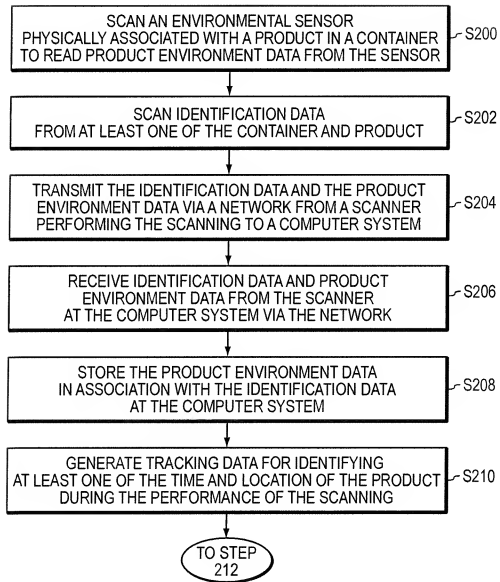 SCAN AN ENVIRONMENTAL SENSOR
PHYSICALLY ASSOCIATED WITH A PRODUCT IN A CONTAINER
TO READ PRODUCT ENVIRONMENT DATA FROM THE SENSOR
S200
SCAN IDENTIFICATION DATA
FROM AT LEAST ONE OF THE CONTAINER AND PRODUCT
S202
TRANSMIT THE IDENTIFICATION DATA AND THE PRODUCT
ENVIRONMENT DATA VIA A NETWORK FROM A SCANNER
PERFORMING THE SCANNING TO A COMPUTER SYSTEM
S204
RECEIVE IDENTIFICATION DATA AND PRODUCT
ENVIRONMENT DATA FROM THE SCANNER
AT THE COMPUTER SYSTEM VIA THE NETWORK
S206
STORE THE PRODUCT ENVIRONMENT DATA
IN ASSOCIATION WITH THE IDENTIFICATION DATA
AT THE COMPUTER SYSTEM
S208
GENERATE TRACKING DATA FOR IDENTIFYING
AT LEAST ONE OF THE TIME AND LOCATION OF THE PRODUCT
DURING THE PERFORMANCE OF THE SCANNING
S210
TO STEP
212